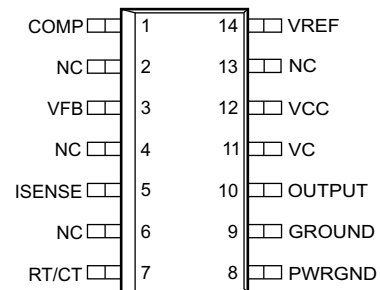 COMP 1 14 VREF
NC 2 13 NC
VFB 3 12 VCC
NC 4 11 VC
ISENSE 5 10 OUTPUT
NC 6 9 GROUND
RT/CT 7 8 PWRGND